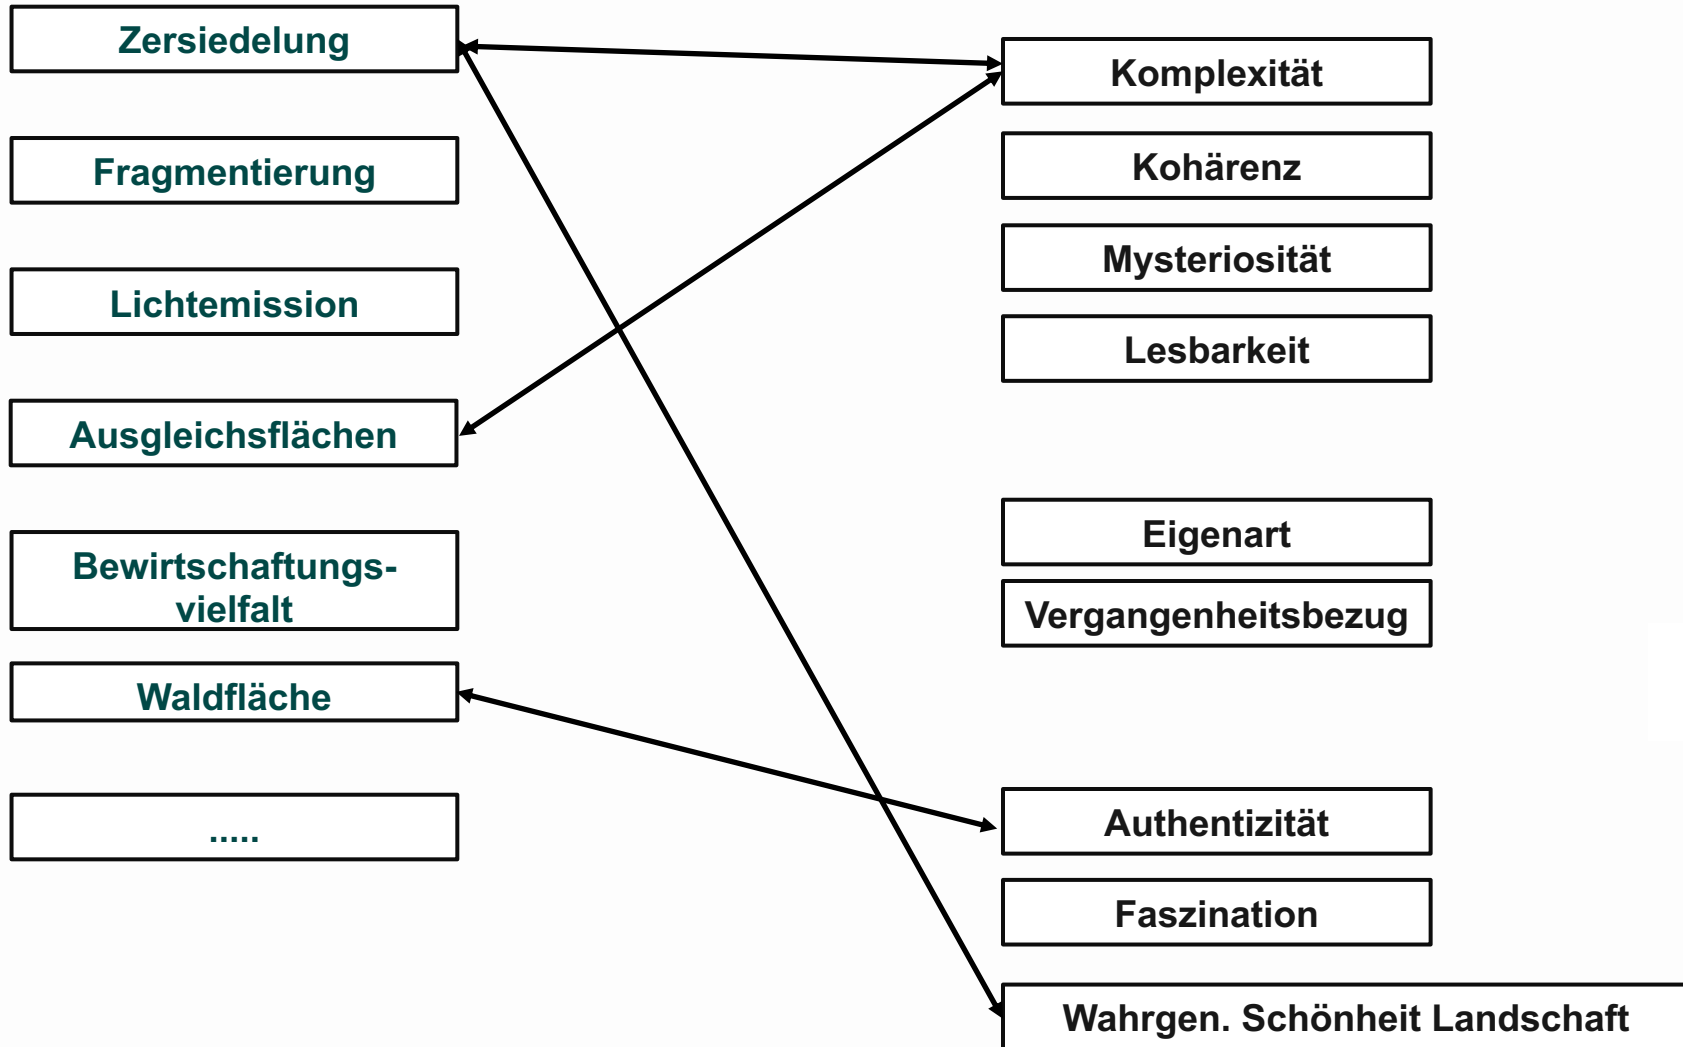 Zersiedelung
Fragmentierung
Lichtemission
Ausgleichsflächen
Bewirtschaftungs-
vielfalt
Waldfläche
.....
Komplexität
Kohärenz
Mysteriosität
Lesbarkeit
Eigenart
Vergangenheitsbezug
Authentizität
Faszination
Wahrgen. Schönheit Landschaft